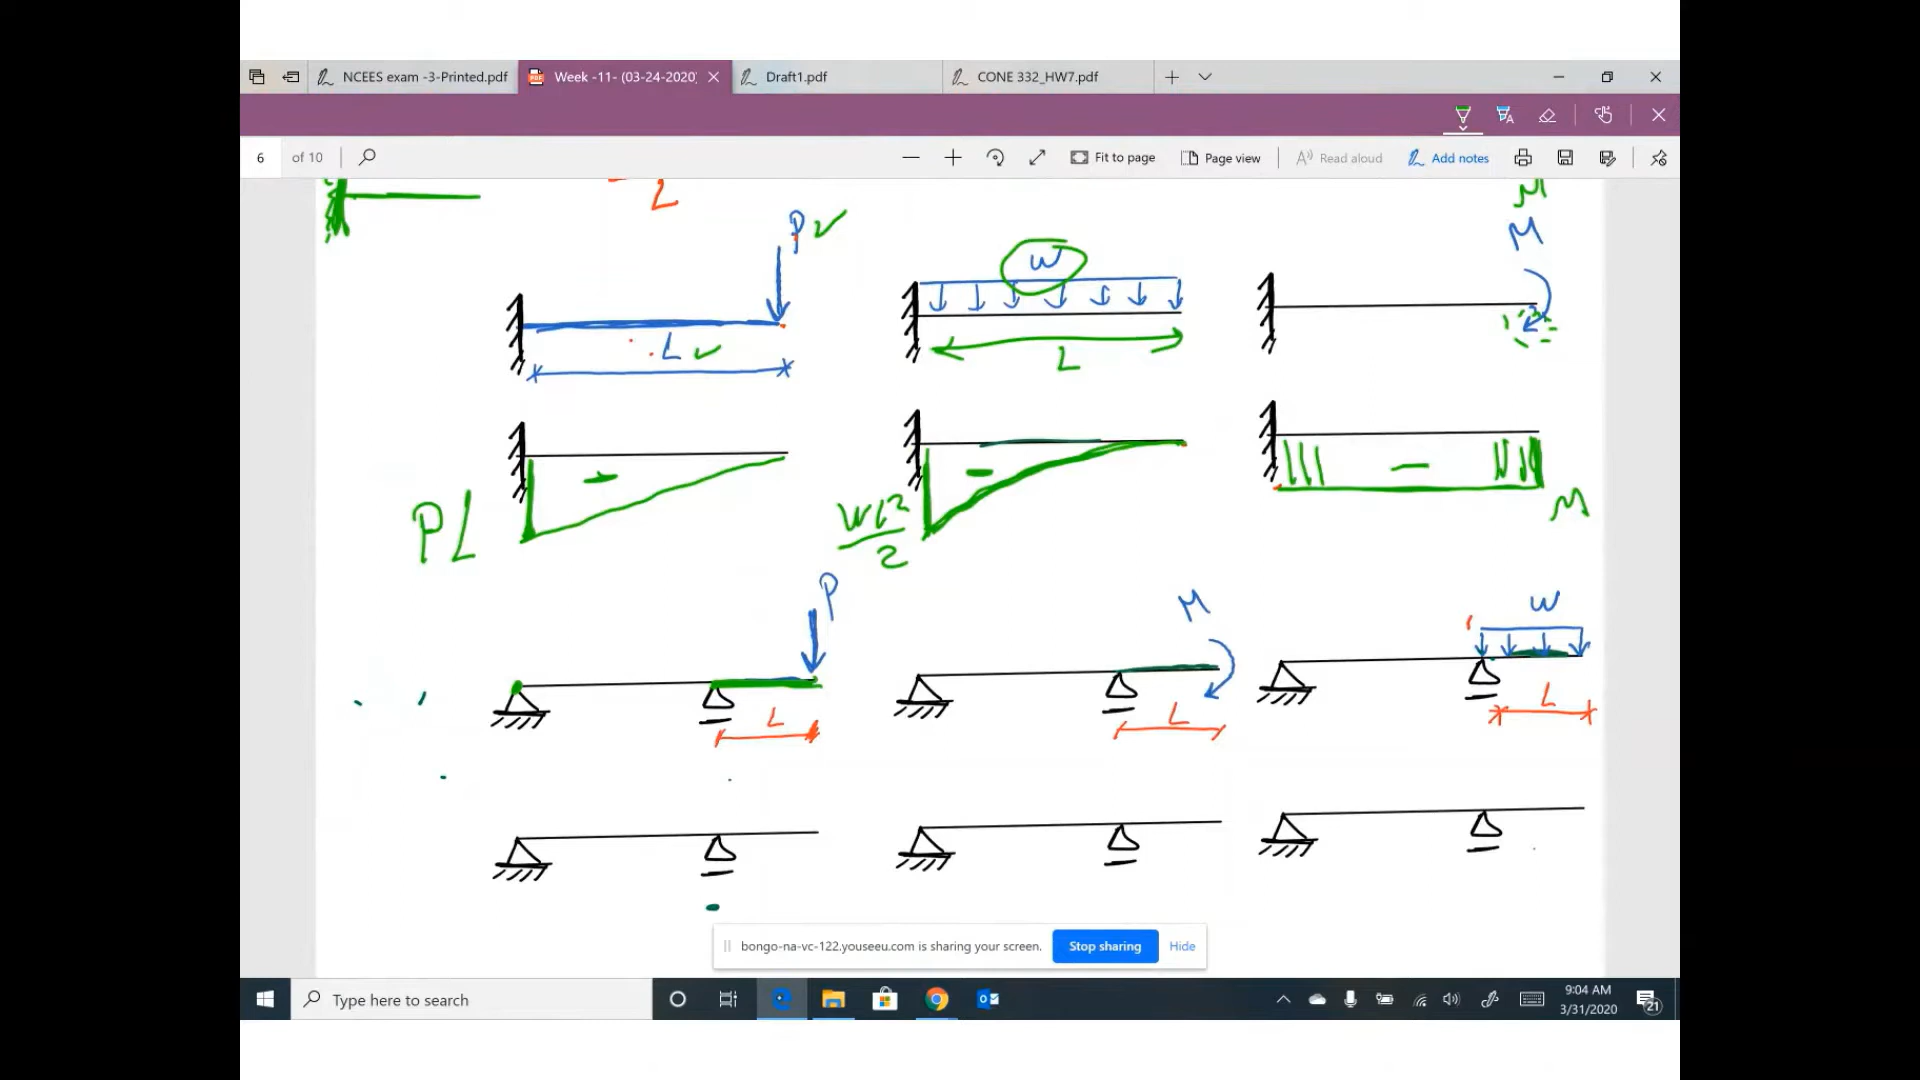 NCEES exam -3-Printed.pdf
Week -11- (03-24-2020)
Draft1.pdf
CONE 332_HW7.pdf
6 of 10
Fit to page
Page view
Read aloud
Add notes
L
M
P
W
M
L
L
PL
WL²/2
M
P
M
W
L
L
L
bongo-na-vc-122.youseeu.com is sharing your screen.
Stop sharing
Hide
Type here to search
9:04 AM
3/31/2020
21